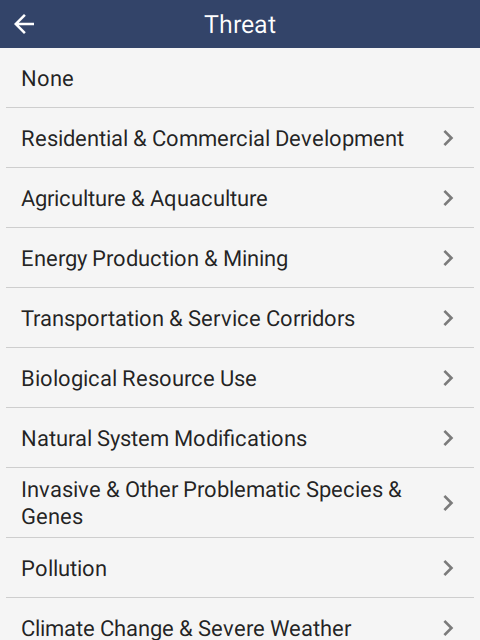 Threat
None
Residential & Commercial Development
Agriculture & Aquaculture
Energy Production & Mining
Transportation & Service Corridors
Biological Resource Use
Natural System Modifications
Invasive & Other Problematic Species &
Genes
Pollution
Climate Change & Severe Weather